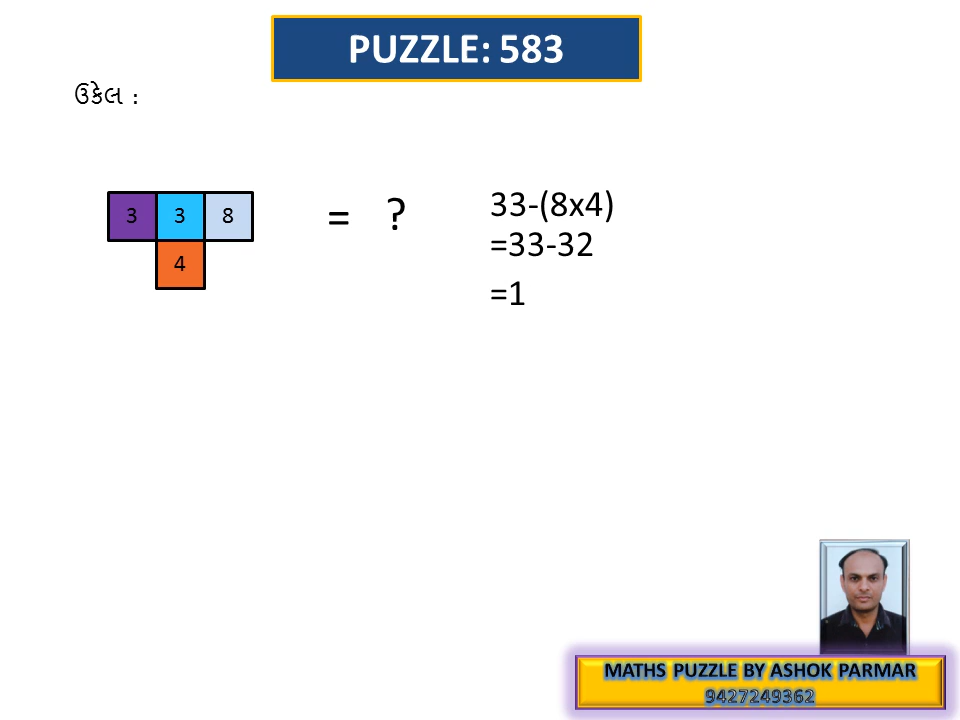 PUZZLE: 583
ઉકેલ :
3 3 8
4
= ?
33-(8x4)
=33-32
=1
MATHS PUZZLE BY ASHOK PARMAR
9427249362